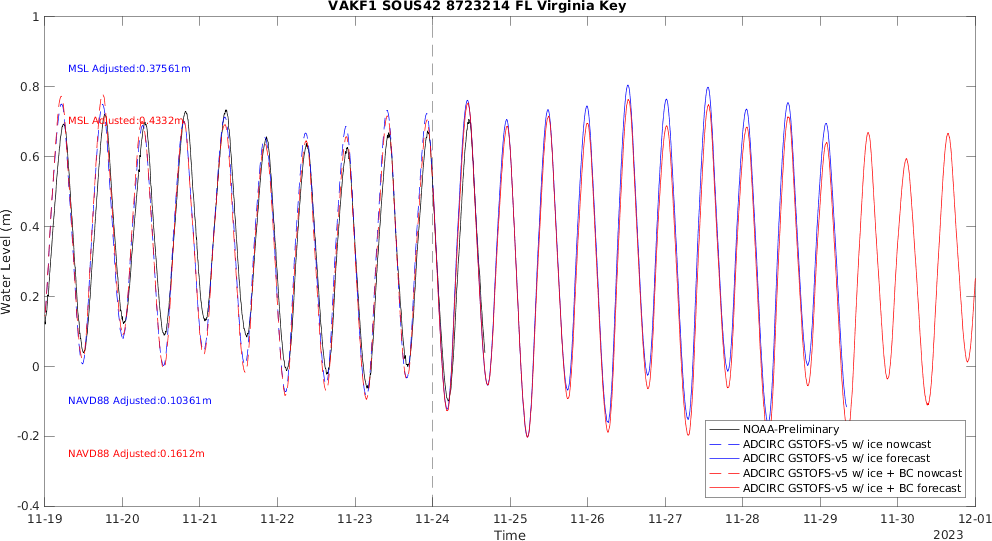 VAKF1 SOUS42 8723214 FL Virginia Key
1
0.8
0.6
0.4
0.2
0
-0.2
-0.4
Water Level (m)
MSL Adjusted:0.37561m
MSL Adjusted:0.4332m
NAVD88 Adjusted:0.10361m
NAVD88 Adjusted:0.1612m
NOAA-Preliminary
ADCIRC GSTOFS-v5 w/ ice nowcast
ADCIRC GSTOFS-v5 w/ ice forecast
ADCIRC GSTOFS-v5 w/ ice + BC nowcast
ADCIRC GSTOFS-v5 w/ ice + BC forecast
11-19 11-20 11-21 11-22 11-23 11-24 11-25 11-26 11-27 11-28 11-29 11-30 12-01
Time
2023